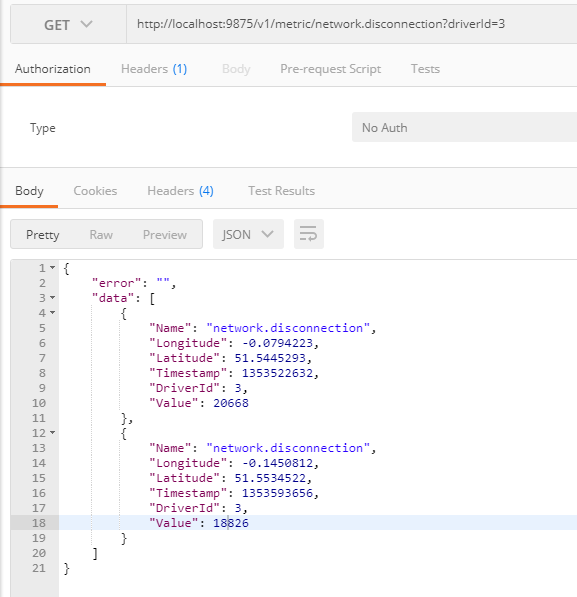 GET http://localhost:9875/v1/metric/network.disconnection?driverId=3
Authorization Headers (1) Body Pre-request Script Tests
Type No Auth
Body Cookies Headers (4) Test Results
Pretty Raw Preview JSON
1 {
2 "error": "",
3 "data": [
4 {
5 "Name": "network.disconnection",
6 "Longitude": -0.0794223,
7 "Latitude": 51.5445293,
8 "Timestamp": 1353522632,
9 "DriverId": 3,
10 "Value": 20668
11 },
12 {
13 "Name": "network.disconnection",
14 "Longitude": -0.1450812,
15 "Latitude": 51.5534522,
16 "Timestamp": 1353593656,
17 "DriverId": 3,
18 "Value": 18826
19 }
20 ]
21 }